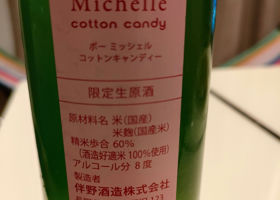 Michelle
cotton candy
ボー ミッシェル
コットンキャンディー
限定生原酒
原材料名 米(国産)
米麹(国産米)
精米歩合 60%
(酒造好適米100%使用)
アルコール分 8度
製造者
伴野酒造株式会社